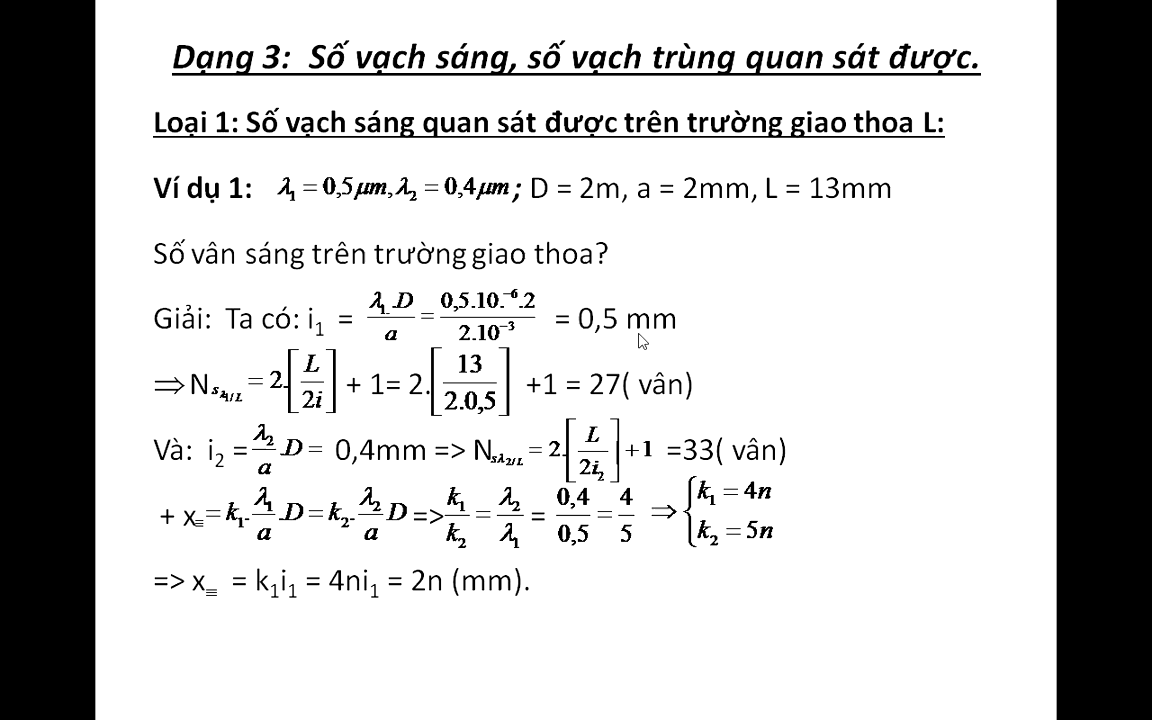 Dạng 3: Số vạch sáng, số vạch trùng quan sát được.
Loại 1: Số vạch sáng quan sát được trên trường giao thoa L:
Ví dụ 1: λ₁ = 0,5μm, λ₂ = 0,4μm; D = 2m, a = 2mm, L = 13mm
Số vân sáng trên trường giao thoa?
Giải: Ta có: i₁ = λ₁.D/a = 0,5.10.⁻⁶.2/2.10⁻³ = 0,5 mm
⇒ N_sλ₁/L = 2.[L/2i] + 1= 2.[13/2.0,5] +1 = 27( vân)
Và: i₂ = λ₂/a .D = 0,4mm => N_sλ₂/L = 2.[L/2i₂] +1 =33( vân)
+ x≡ = k₁.λ₁/a .D = k₂.λ₂/a D => k₁/k₂ = λ₂/λ₁ = 0,4/0,5 = 4/5 ⇒ {k₁ = 4n k₂ = 5n
=> x≡ = k₁i₁ = 4ni₁ = 2n (mm).